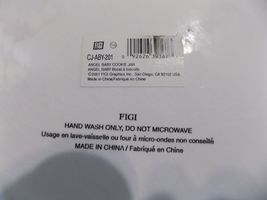 CJ-ABY-201
ANGEL BABY COOKIE JAR
ANGEL BABY Bocal à biscuits
©2001 FIGI Graphics Inc., San Diego, CA 92102 USA
Made in China/Fabriqué en Chine
FIGI
HAND WASH ONLY, DO NOT MICROWAVE
Usage en lave-vaisselle ou four à micro-ondes non conseillé
MADE IN CHINA / Fabriqué en Chine